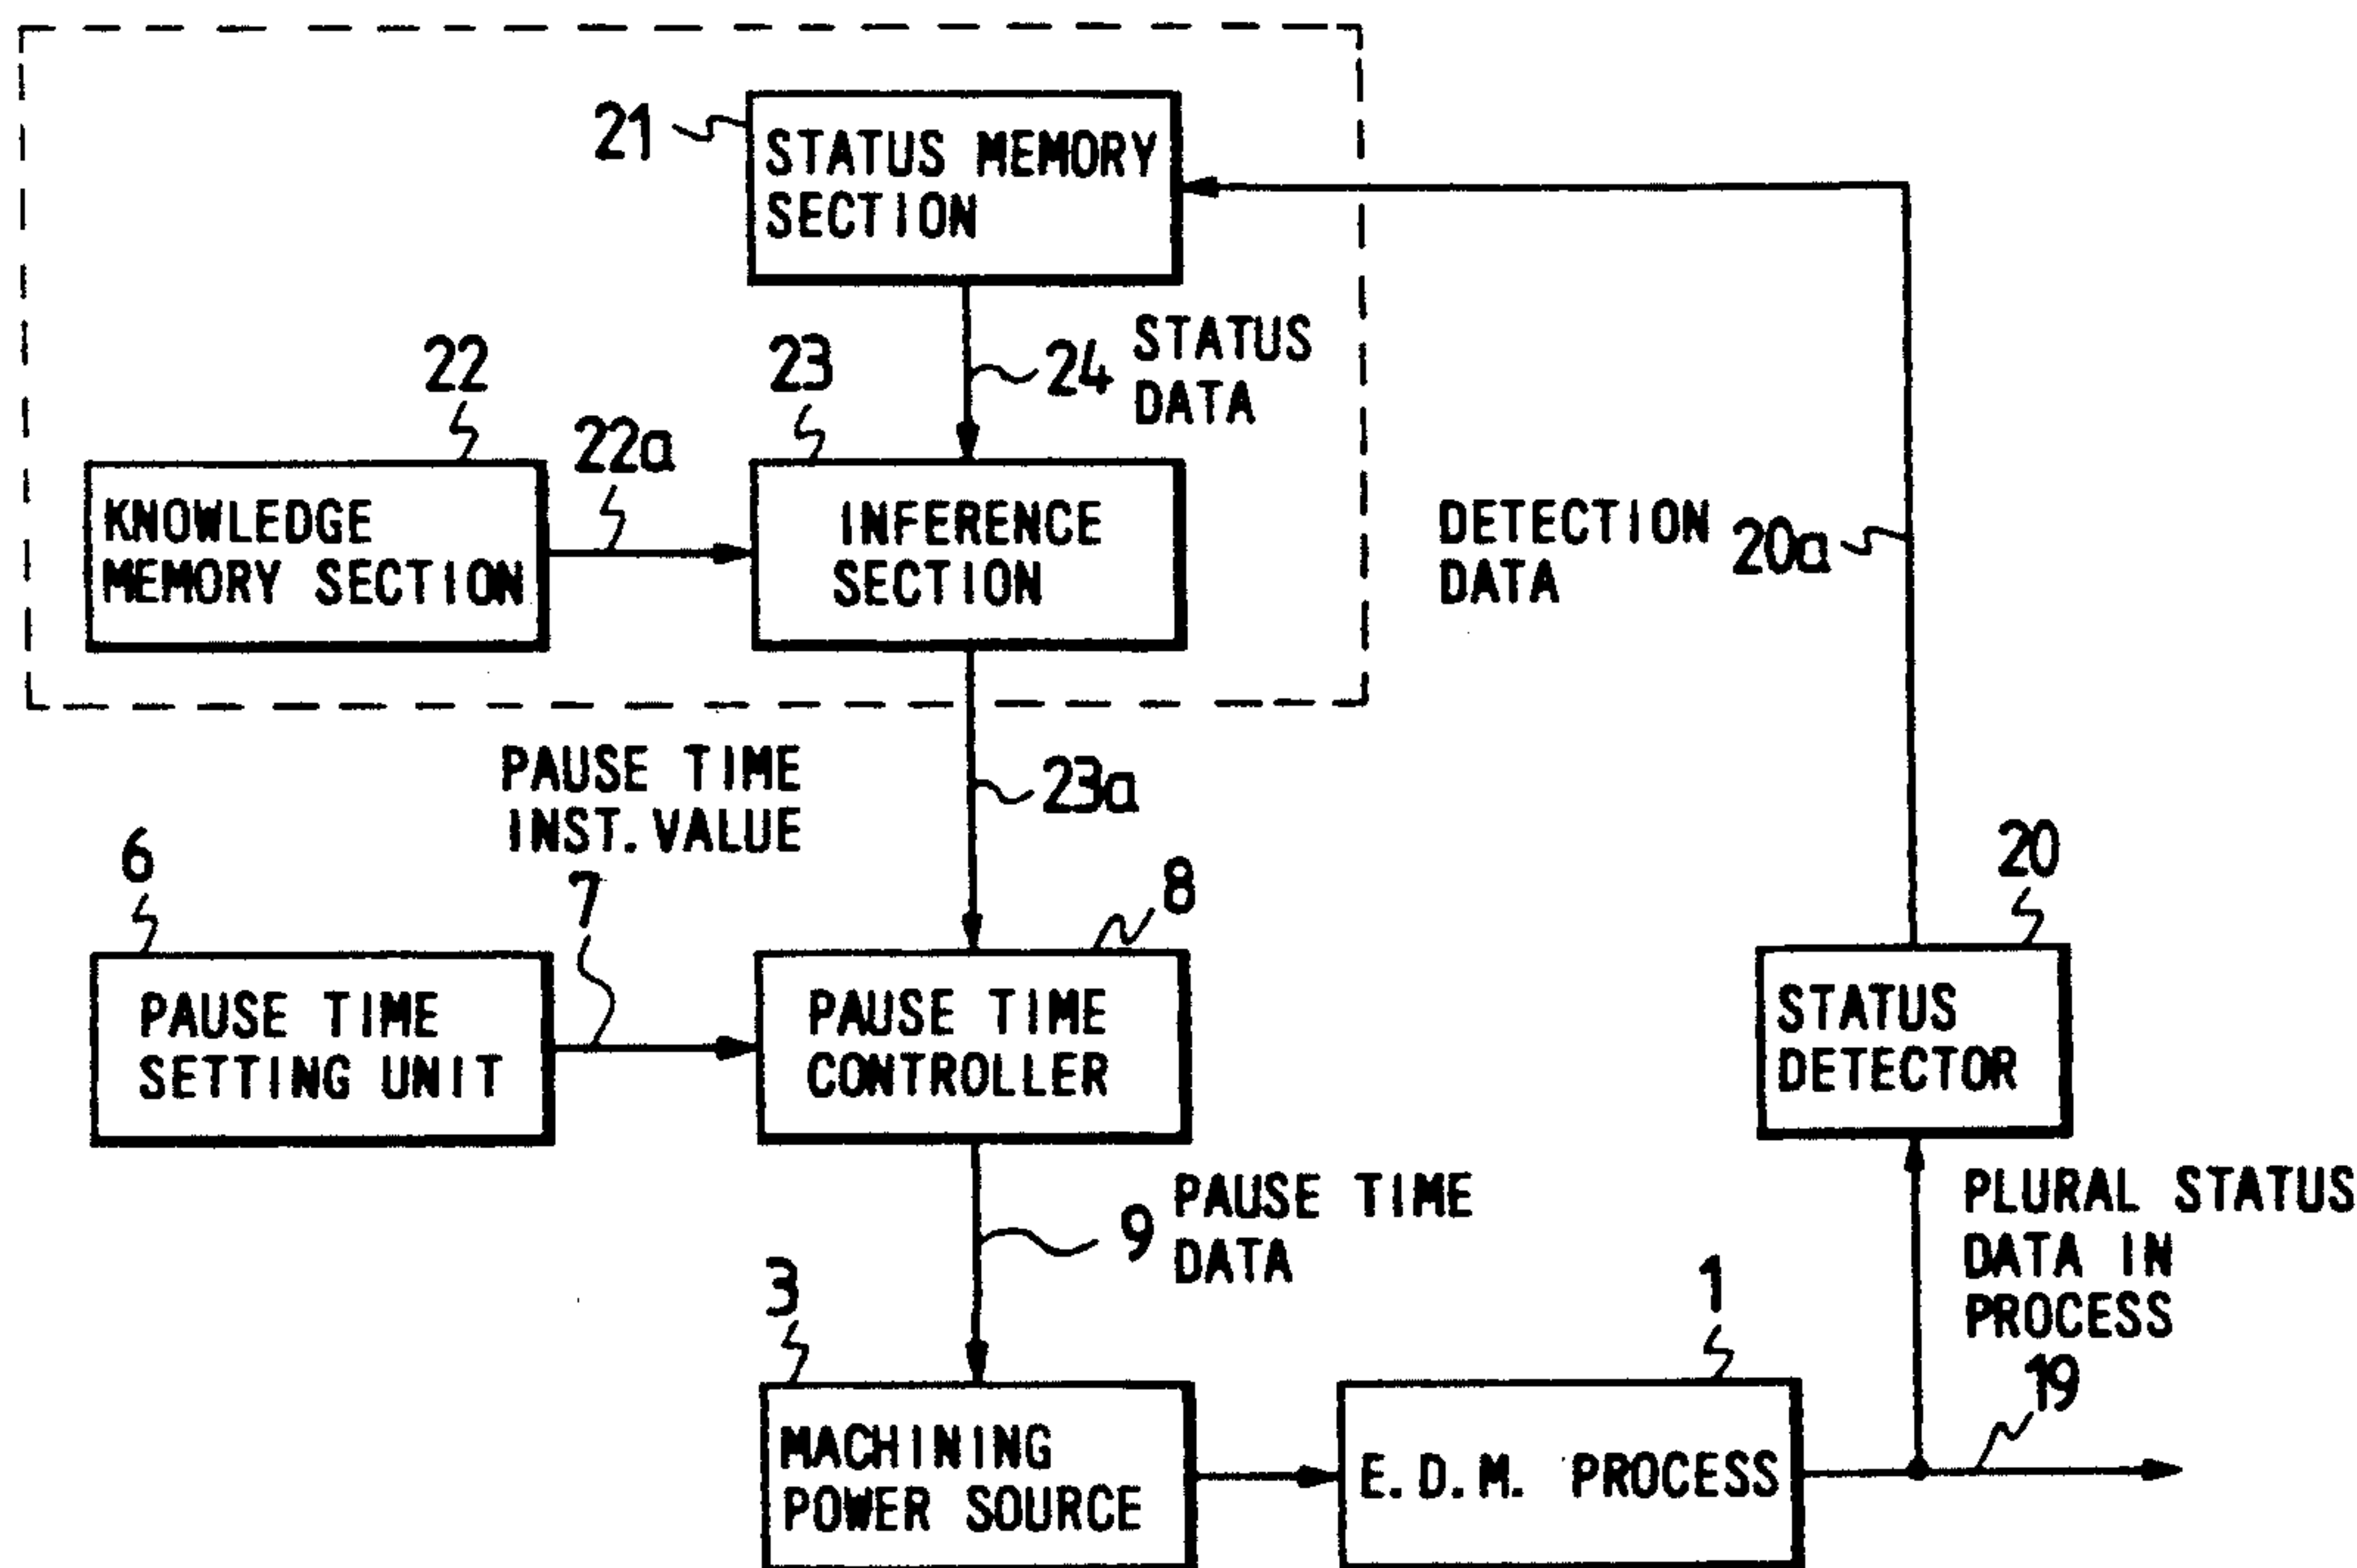 21
STATUS MEMORY
SECTION
24
STATUS
DATA
22
22a
23
KNOWLEDGE
MEMORY SECTION
INFERENCE
SECTION
DETECTION
DATA
20a
PAUSE TIME
INST. VALUE
7
23a
6
8
20
PAUSE TIME
SETTING UNIT
PAUSE TIME
CONTROLLER
STATUS
DETECTOR
9
PAUSE TIME
DATA
PLURAL STATUS
DATA IN
PROCESS
19
3
1
MACHINING
POWER SOURCE
E. D. M. PROCESS